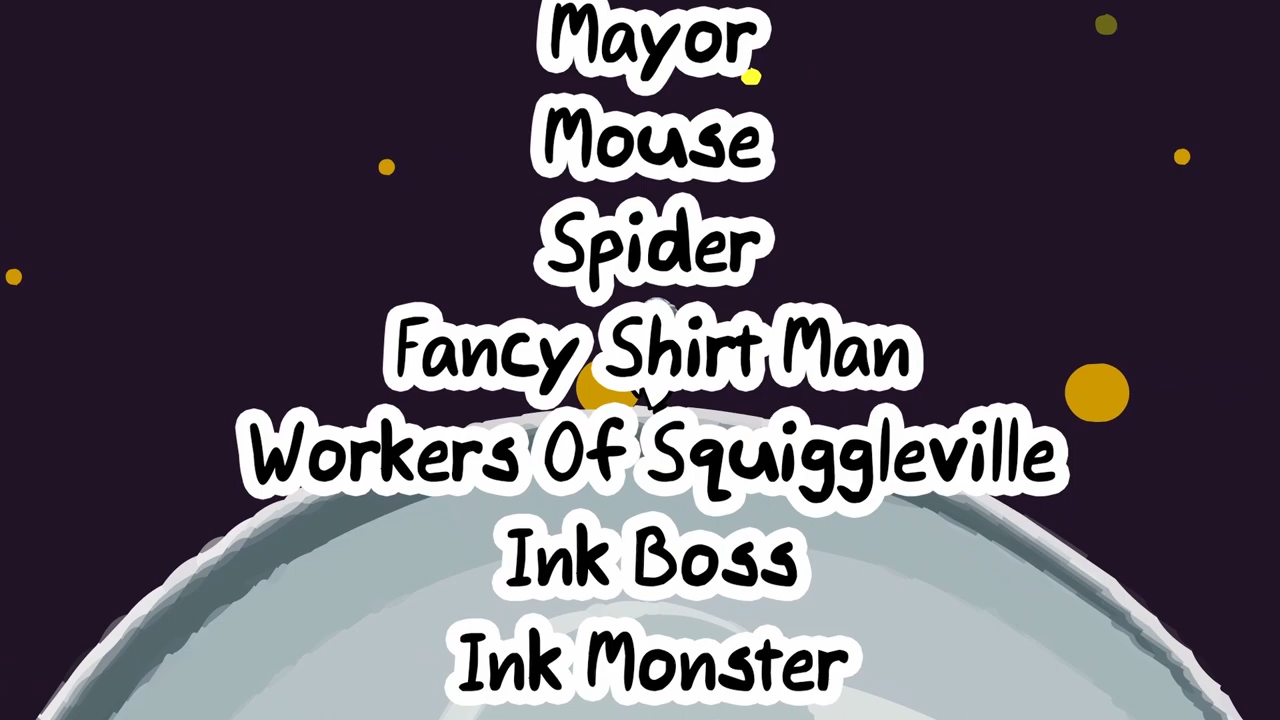 Mayor
Mouse
Spider
Fancy Shirt Man
Workers Of Squiggleville
Ink Boss
Ink Monster